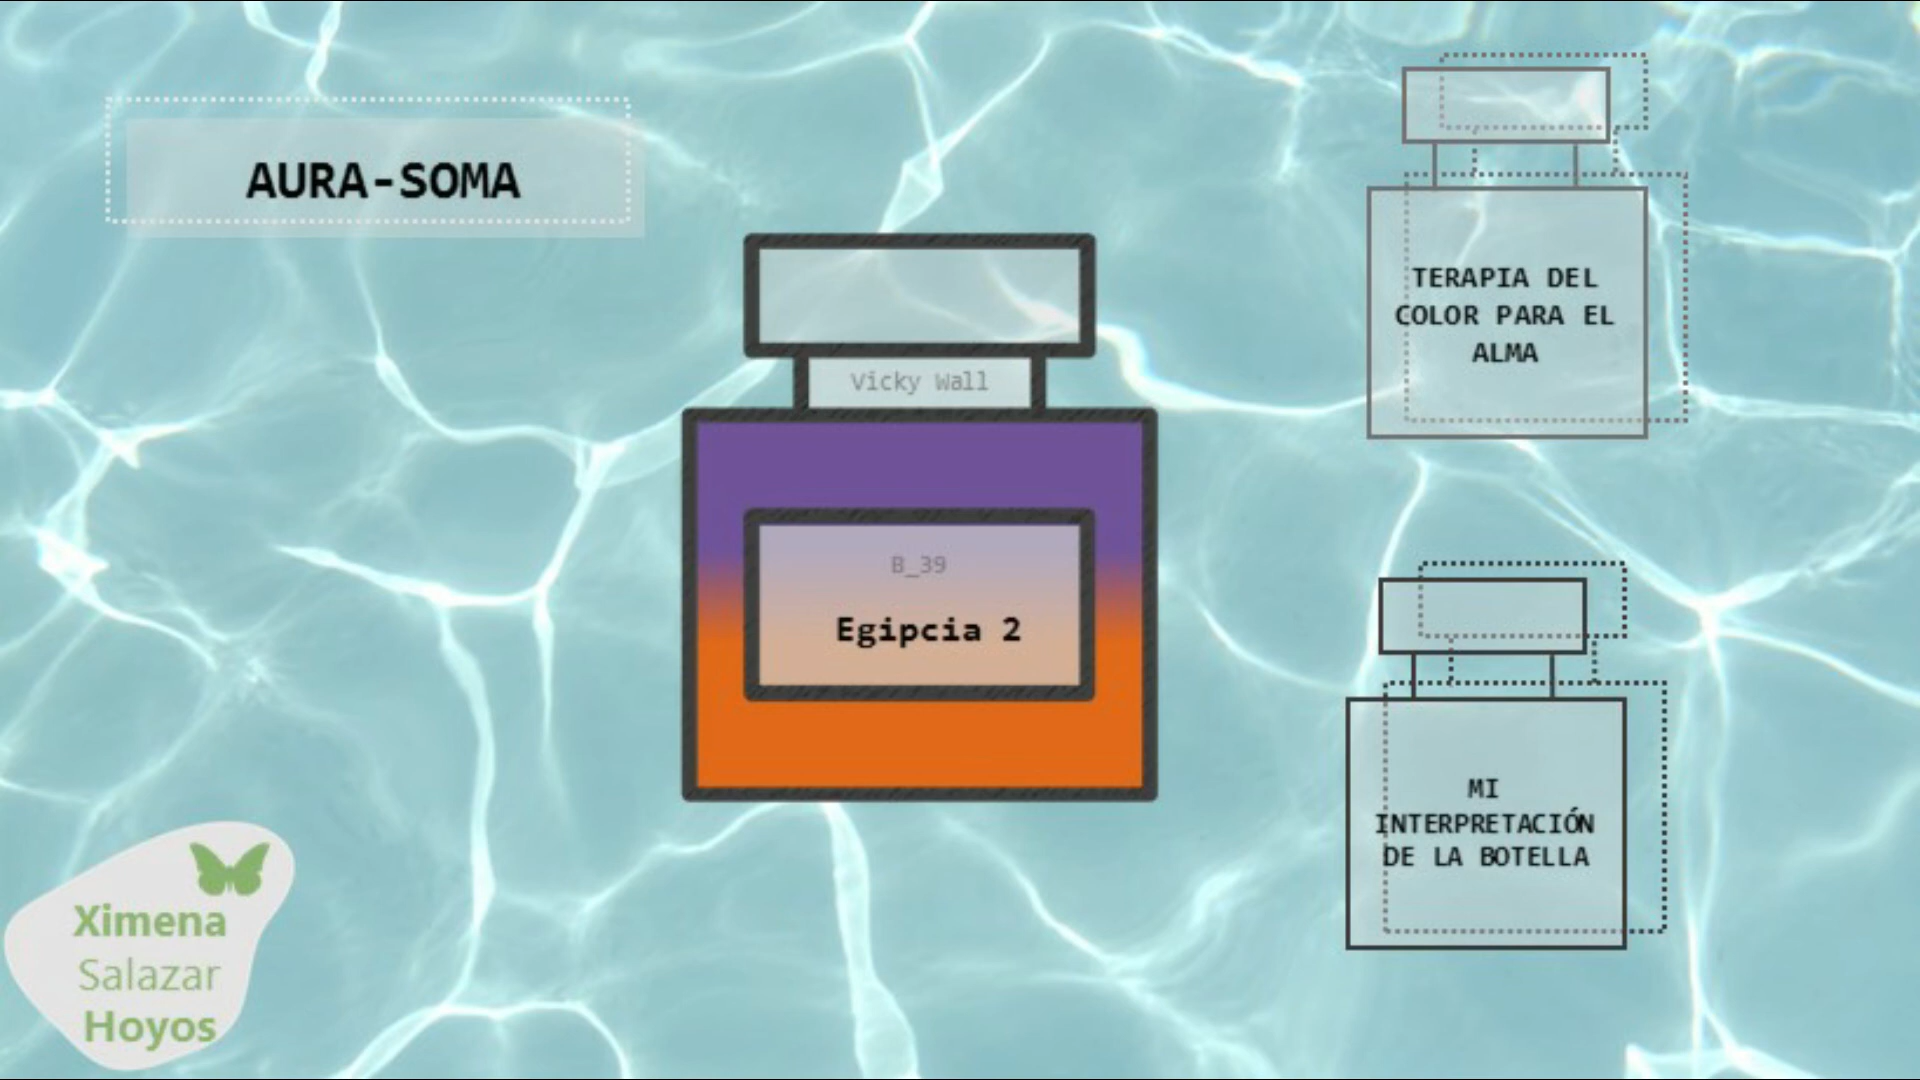 AURA-SOMA
TERAPIA DEL
COLOR PARA EL
ALMA
Vicky Wall
B_39
Egipcia 2
MI
INTERPRETACIÓN
DE LA BOTELLA
Ximena
Salazar
Hoyos